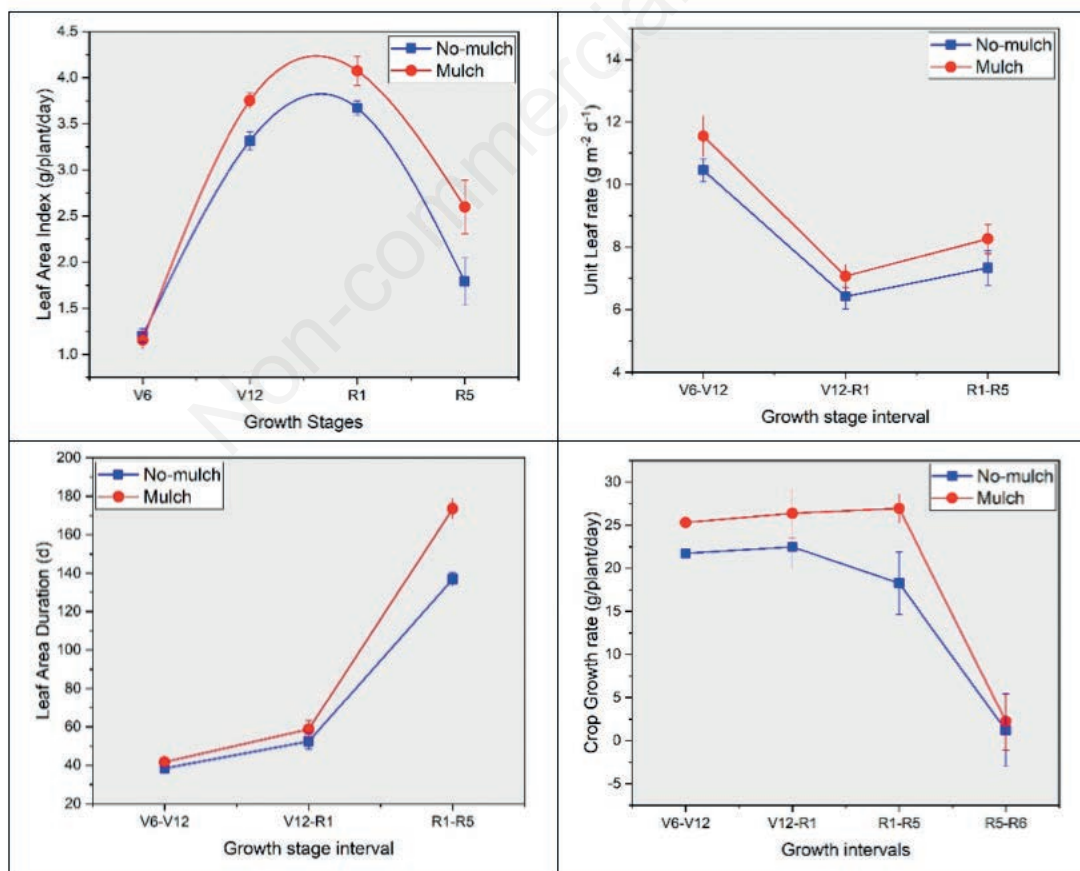 Non-commercial
4.5
4.0
3.5
3.0
2.5
2.0
1.5
1.0
Leaf Area Index (g/plant/day)
No-mulch
Mulch
V6 V12 R1 R5
Growth Stages
14
12
10
8
6
4
Unit Leaf rate (g m⁻² d⁻¹)
No-mulch
Mulch
V6-V12 V12-R1 R1-R5
Growth stage interval
200
180
160
140
120
100
80
60
40
20
Leaf Area Duration (d)
No-mulch
Mulch
V6-V12 V12-R1 R1-R5
Growth stage interval
30
25
20
15
10
5
0
-5
Crop Growth rate (g/plant/day)
No-mulch
Mulch
V6-V12 V12-R1 R1-R5 R5-R6
Growth intervals